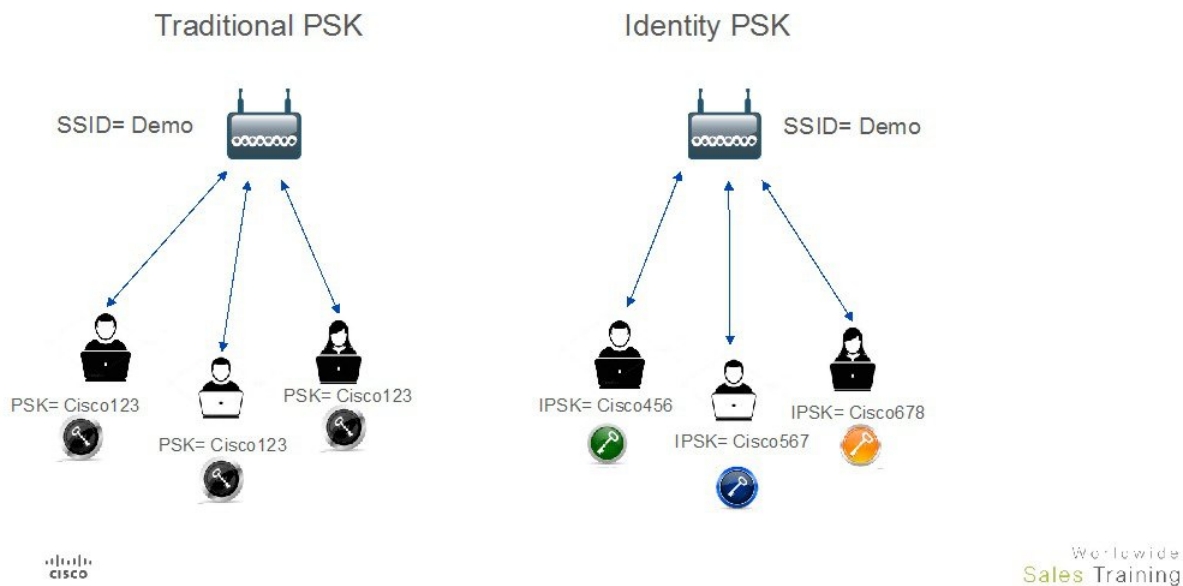 Traditional PSK
Identity PSK
SSID= Demo
SSID= Demo
PSK= Cisco123
PSK= Cisco123
PSK= Cisco123
IPSK= Cisco456
IPSK= Cisco567
IPSK= Cisco678
CISCO
Worldwide
Sales Training